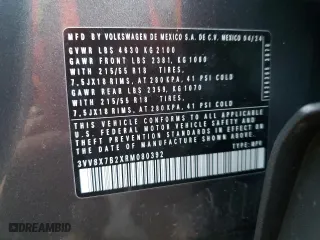 MFD BY VOLKSWAGEN DE MEXICO S.A. DE C.V. MEXICO 04/24
GVWR LBS 4630 KG 2100
GAWR FRONT LBS 2381, KG 1080
WITH 215/55 R18 TIRES,
7.5JX18 RIMS, AT 280KPA, 41 PSI COLD
GAWR REAR LBS 2359, KG 1070
WITH 215/55 R18 TIRES,
7.5JX18 RIMS, AT 280KPA, 41 PSI COLD
THIS VEHICLE CONFORMS TO ALL APPLICABLE
U.S. FEDERAL MOTOR VEHICLE SAFETY, BUMPER AND
THEFT PREVENTION STANDARDS IN EFFECT ON THE
DATE OF MANUFACTURE SHOWN ABOVE.
3VV8X7B2XRM080392
TYPE: MPV
DREAMBID